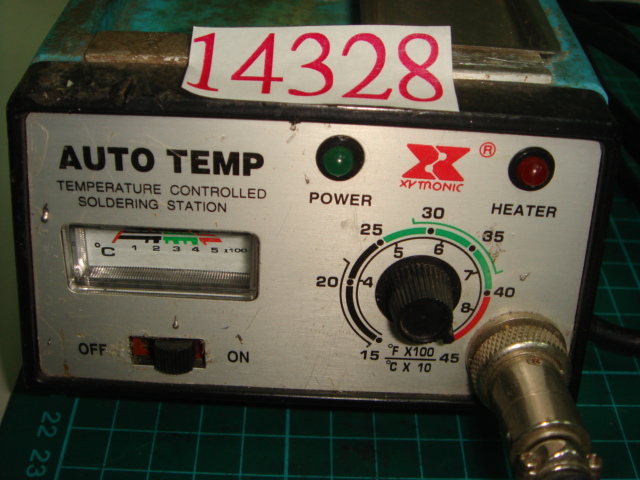 14328
AUTO TEMP
TEMPERATURE CONTROLLED
SOLDERING STATION
POWER
XYTRONIC ®
HEATER
°C 1 2 3 4 5 x100
OFF ON
15 20 25 30 35 40 45
4 5 6 7 8
°F X100
°C X 10
22 23